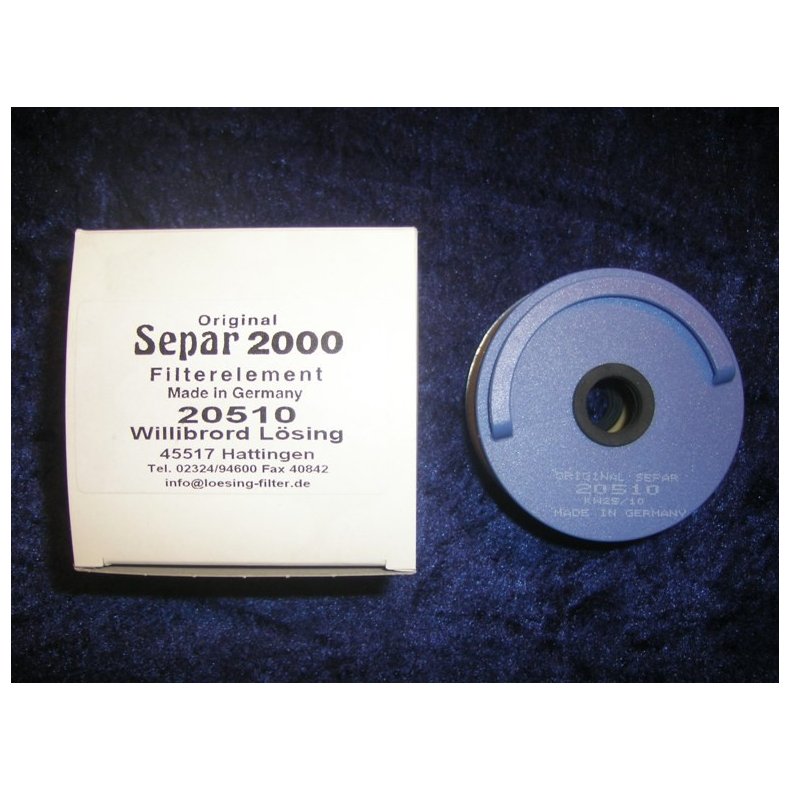 Original
Separ 2000
Filterelement
Made in Germany
20510
Willibrord Lösing
45517 Hattingen
Tel. 02324/94600 Fax 40842
info@loesing-filter.de
ORIGINAL SEPAR
20510
KW25/10
MADE IN GERMANY